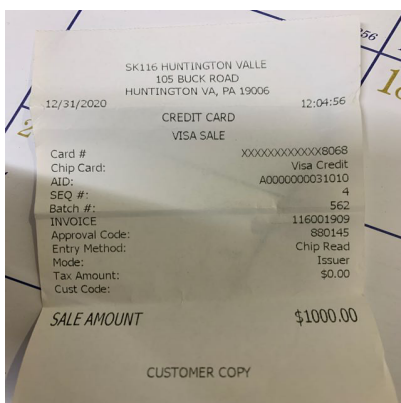 SK116 HUNTINGTON VALLE
105 BUCK ROAD
HUNTINGTON VA, PA 19006
12/31/2020 12:04:56
CREDIT CARD
VISA SALE
Card # XXXXXXXXXXXX8068
Chip Card: Visa Credit
AID: A0000000031010
SEQ #: 4
Batch #: 562
INVOICE 116001909
Approval Code: 880145
Entry Method: Chip Read
Mode: Issuer
Tax Amount: $0.00
Cust Code:
SALE AMOUNT $1000.00
CUSTOMER COPY